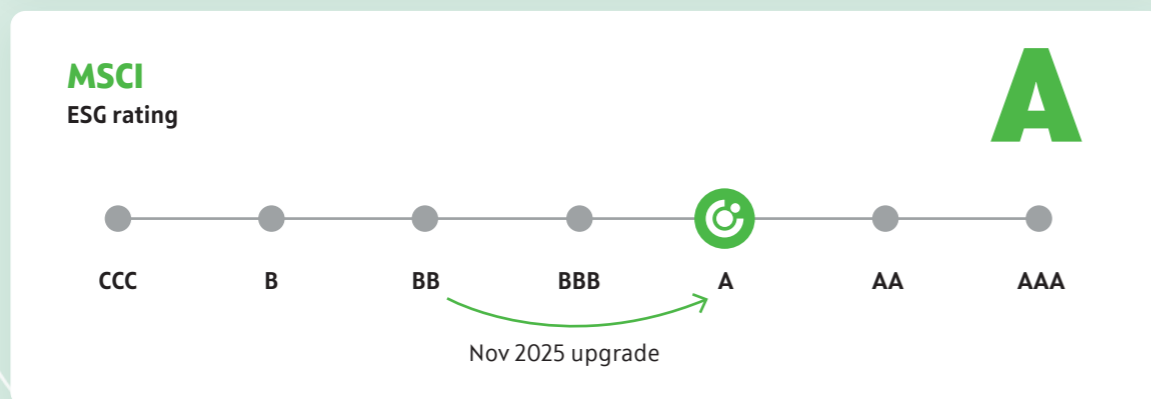 MSCI
ESG rating
A
CCC B BB BBB A AA AAA
Nov 2025 upgrade